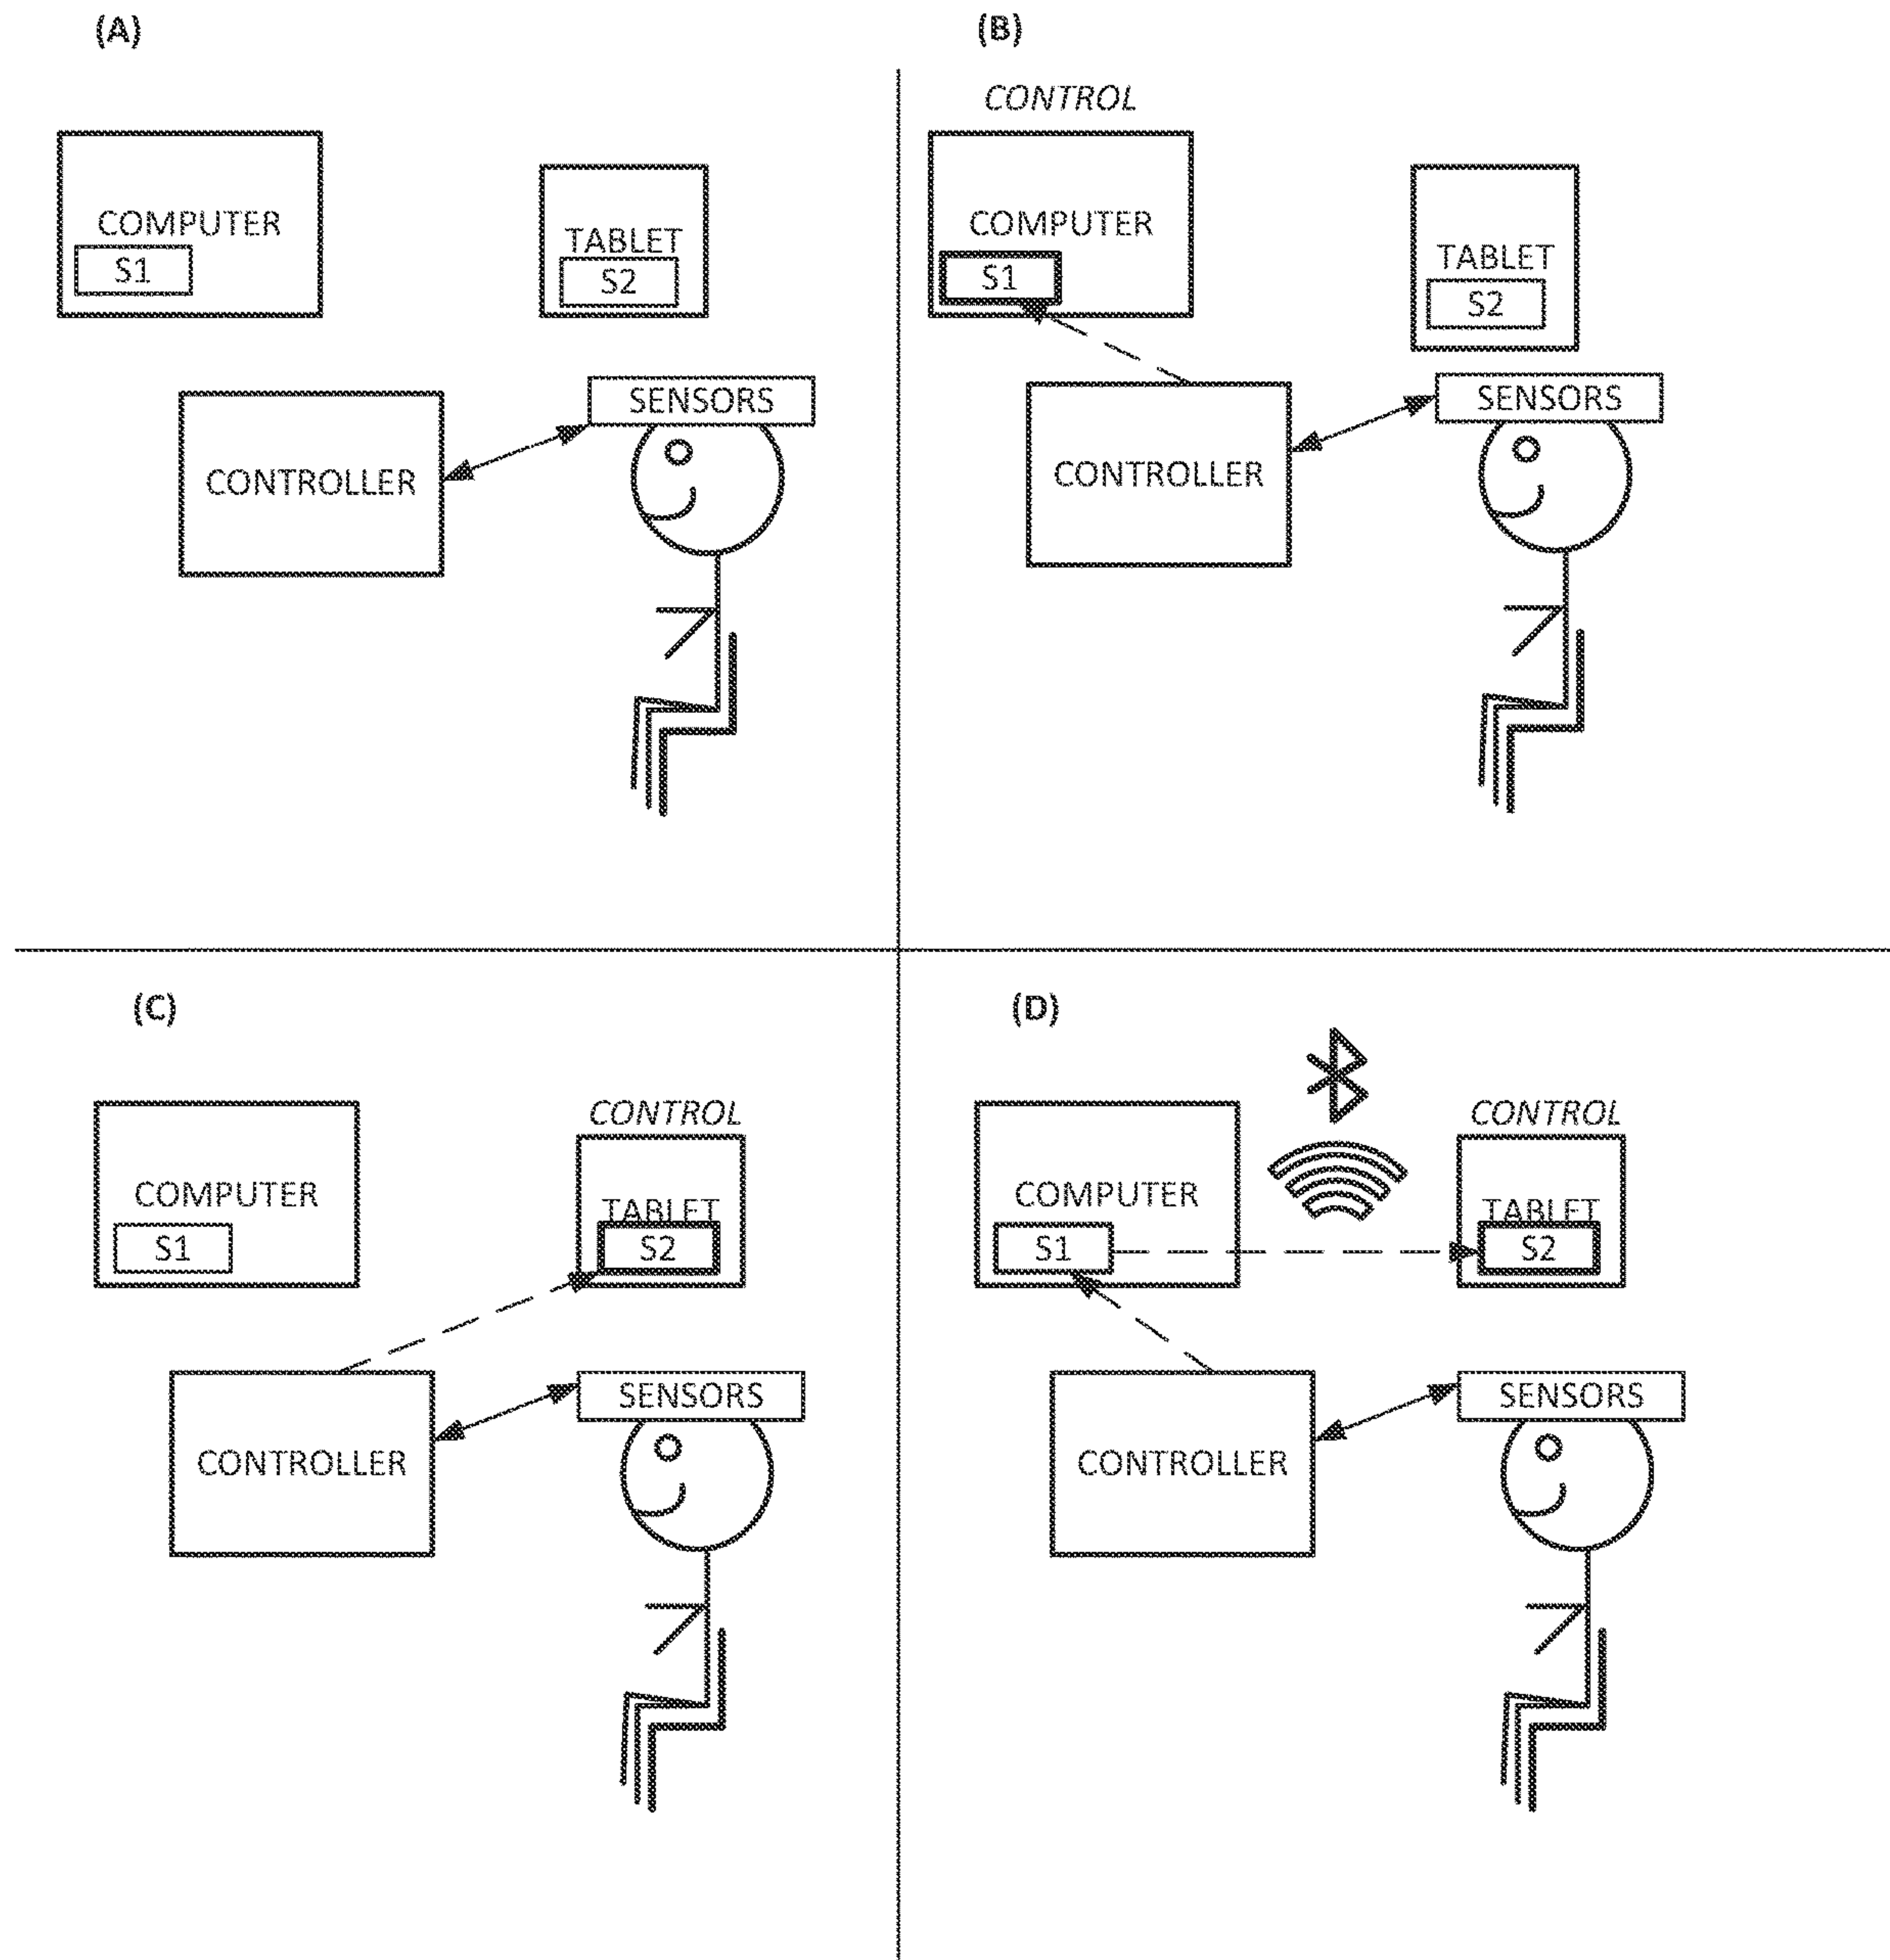 (A)
COMPUTER
S1
TABLET
S2
SENSORS
CONTROLLER
(B)
CONTROL
COMPUTER
S1
TABLET
S2
SENSORS
CONTROLLER
(C)
CONTROL
COMPUTER
S1
TABLET
S2
SENSORS
CONTROLLER
(D)
CONTROL
COMPUTER
S1
TABLET
S2
SENSORS
CONTROLLER